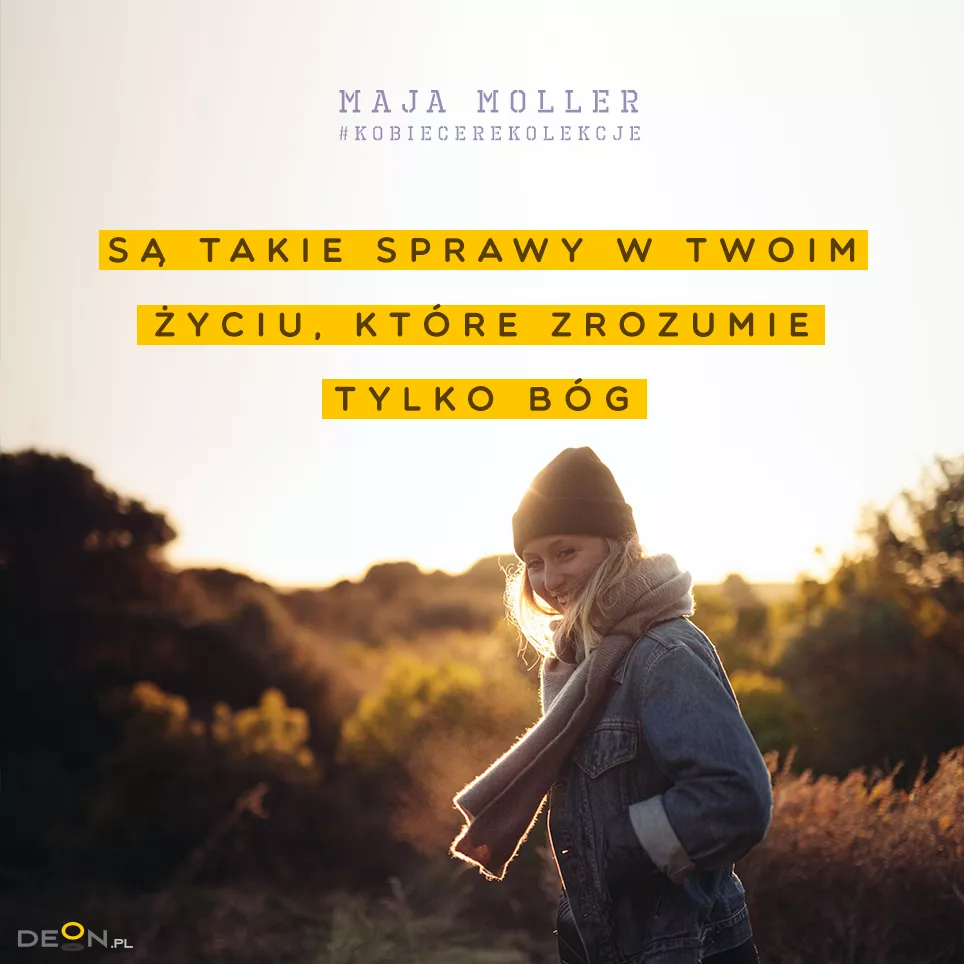 MAJA MOLLER
#KOBIECEREKOLEKCJE
SĄ TAKIE SPRAWY W TWOIM
ŻYCIU, KTÓRE ZROZUMIE
TYLKO BÓG
DEON.PL